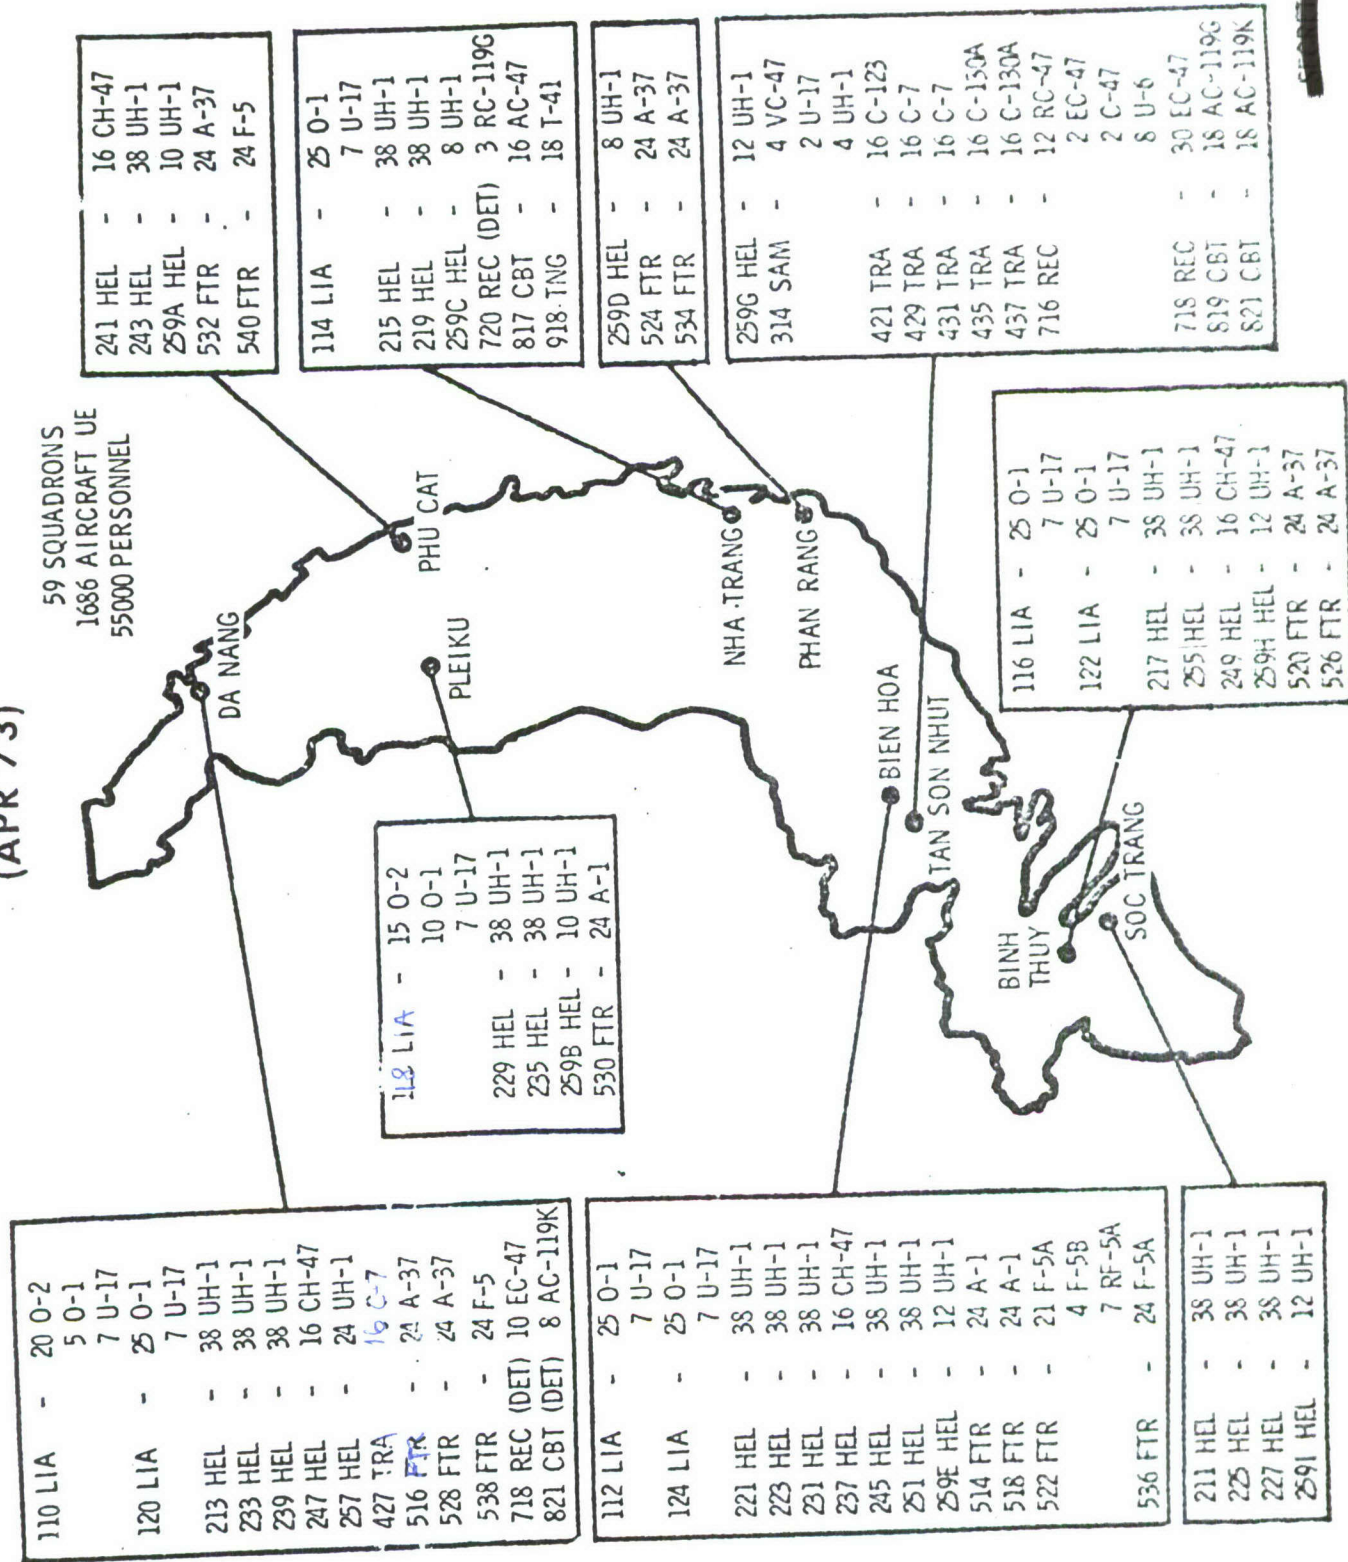 (APR 73)
59 SQUADRONS
1686 AIRCRAFT UE
55000 PERSONNEL
110 LIA - 20 O-2
5 O-1
7 U-17
120 LIA - 25 O-1
7 U-17
213 HEL - 38 UH-1
233 HEL - 38 UH-1
239 HEL - 38 UH-1
247 HEL - 16 CH-47
257 HEL - 24 UH-1
427 TRA 16 C-7
516 FTR - 24 A-37
528 FTR - 24 A-37
538 FTR - 24 F-5
718 REC (DET) 10 EC-47
821 CBT (DET) 8 AC-119K
112 LIA - 25 O-1
7 U-17
124 LIA - 25 O-1
7 U-17
221 HEL - 38 UH-1
223 HEL - 38 UH-1
231 HEL - 38 UH-1
237 HEL - 16 CH-47
245 HEL - 38 UH-1
251 HEL - 38 UH-1
259E HEL - 12 UH-1
514 FTR - 24 A-1
518 FTR - 24 A-1
522 FTR - 21 F-5A
4 F-5B
7 RF-5A
536 FTR - 24 F-5A
211 HEL - 38 UH-1
225 HEL - 38 UH-1
227 HEL - 38 UH-1
259I HEL - 12 UH-1
118 LIA - 15 O-2
10 O-1
7 U-17
229 HEL - 38 UH-1
235 HEL - 38 UH-1
259B HEL - 10 UH-1
530 FTR - 24 A-1
DA NANG
PHU CAT
PLEIKU
NHA TRANG
PHAN RANG
BIEN HOA
TAN SON NHUT
BINH
THUY
SOC TRANG
241 HEL - 16 CH-47
243 HEL - 38 UH-1
259A HEL - 10 UH-1
532 FTR - 24 A-37
540 FTR - 24 F-5
114 LIA - 25 O-1
7 U-17
215 HEL - 38 UH-1
219 HEL - 38 UH-1
259C HEL - 8 UH-1
720 REC (DET) 3 RC-119G
817 CBT - 16 AC-47
918 TNG - 18 T-41
259D HEL - 8 UH-1
524 FTR - 24 A-37
534 FTR - 24 A-37
259G HEL - 12 UH-1
314 SAM - 4 VC-47
2 U-17
4 UH-1
421 TRA - 16 C-123
429 TRA - 16 C-7
431 TRA - 16 C-7
435 TRA - 16 C-130A
437 TRA - 16 C-130A
716 REC - 12 RC-47
2 EC-47
2 C-47
8 U-6
718 REC - 30 EC-47
819 CBT - 18 AC-119G
821 CBT - 18 AC-119K
116 LIA - 25 O-1
7 U-17
122 LIA - 25 O-1
7 U-17
217 HEL - 38 UH-1
255 HEL - 38 UH-1
249 HEL - 16 CH-47
259H HEL - 12 UH-1
520 FTR - 24 A-37
526 FTR - 24 A-37